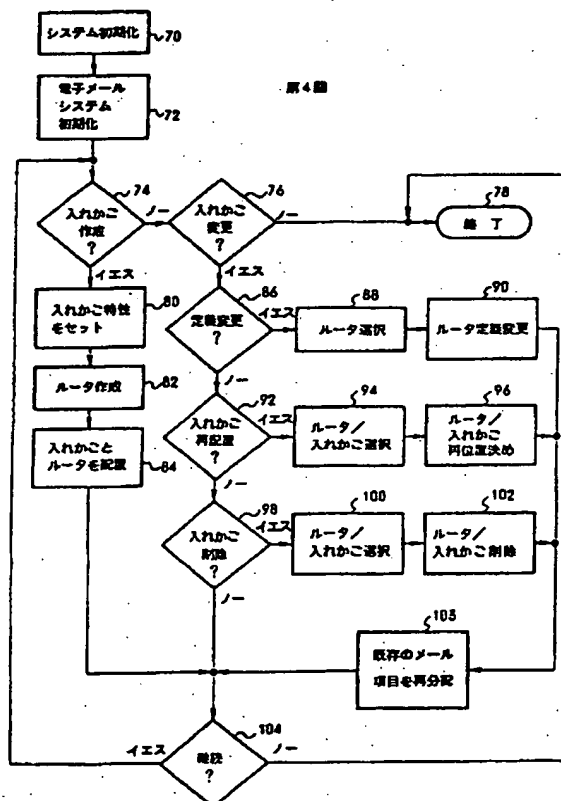 システム初期化
70
電子メール
システム
初期化
72
第4図
74
入れかご
作成
?
ノー
イエス
76
入れかご
変更
?
ノー
イエス
78
終了
80
入れかご特性
をセット
86
定義変更
?
イエス
ノー
88
ルータ選択
90
ルータ定義変更
ルータ作成
82
入れかごと
ルータを配置
84
92
入れかご
再配置
?
イエス
ノー
94
ルータ/
入れかご選択
96
ルータ/
入れかご
再位置決め
98
入れかご
削除
?
イエス
ノー
100
ルータ/
入れかご選択
102
ルータ/
入れかご削除
103
既存のメール
項目を再分配
104
継続
?
イエス
ノー